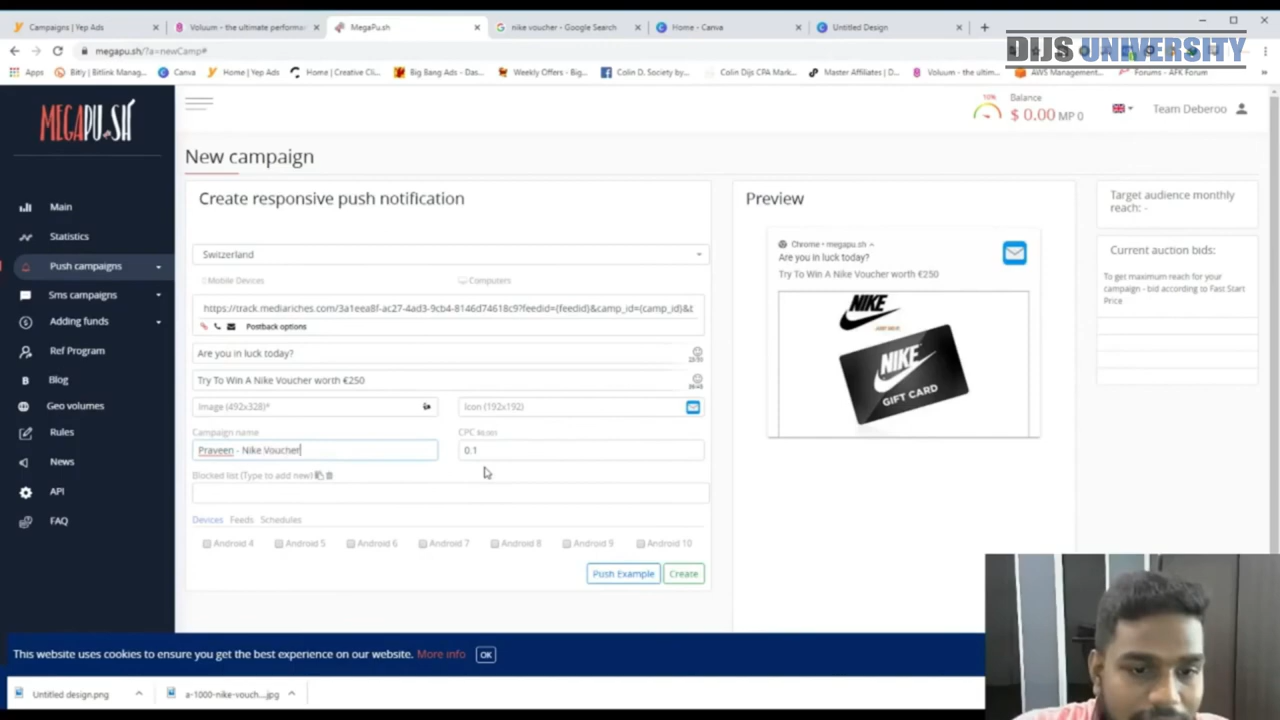 Campaigns | Yep Ads
Voluum - the ultimate performa
MegaPu.sh
nike voucher - Google Search
Home - Canva
Untitled Design
megapu.sh/?a=newCamp#
DIJS UNIVERSITY
Apps
Bitly | Bitlink Manag...
Canva
Home | Yep Ads
Home | Creative Cli...
Big Bang Ads - Das...
Weekly Offers - Big...
Colin D. Society by...
Colin Dijs CPA Mark...
Master Affiliates | D...
Voluum - the ultim...
AWS Management...
Forums - AFK Forum
MEGAPU.SH
10%
Balance
$ 0.00 MP 0
Team Deberoo
New campaign
Create responsive push notification
Preview
Target audience monthly
reach: -
Main
Statistics
Push campaigns
Sms campaigns
Adding funds
Ref Program
Blog
Geo volumes
Rules
News
API
FAQ
Switzerland
Mobile Devices
Computers
https://track.mediariches.com/3a1eea8f-ac27-4ad3-9cb4-8146d74618c9?feedid={feedid}&camp_id={camp_id}&t
Postback options
Are you in luck today?
Try To Win A Nike Voucher worth €250
Image (492x328)*
Icon (192x192)
Campaign name
CPC $0.001
Praveen - Nike Voucher
0.1
Blocked list (Type to add new)
Devices Feeds Schedules
Android 4
Android 5
Android 6
Android 7
Android 8
Android 9
Android 10
Push Example
Create
Chrome • megapu.sh
Are you in luck today?
Try To Win A Nike Voucher worth €250
NIKE
JUST DO IT.
NIKE
GIFT CARD
Current auction bids:
To get maximum reach for your
campaign - bid according to Fast Start
Price
This website uses cookies to ensure you get the best experience on our website. More info OK
Untitled design.png
a-1000-nike-vouch....jpg